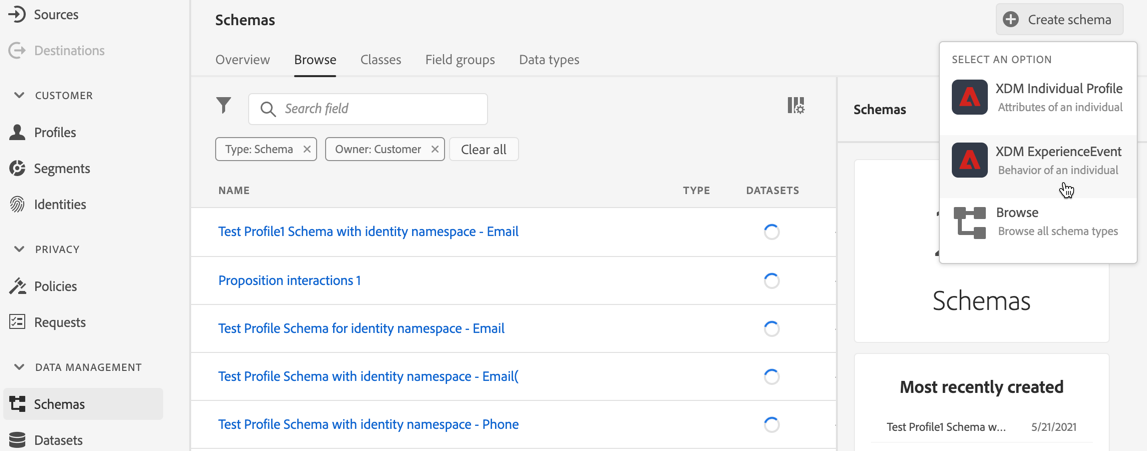 Sources
Destinations
CUSTOMER
Profiles
Segments
Identities
PRIVACY
Policies
Requests
DATA MANAGEMENT
Schemas
Datasets
Schemas
Create schema
Overview
Browse
Classes
Field groups
Data types
Search field
Type: Schema ×
Owner: Customer ×
Clear all
NAME
TYPE
DATASETS
Test Profile1 Schema with identity namespace - Email
Proposition interactions 1
Test Profile Schema for identity namespace - Email
Test Profile Schema with identity namespace - Email(
Test Profile Schema with identity namespace - Phone
SELECT AN OPTION
XDM Individual Profile
Attributes of an individual
XDM ExperienceEvent
Behavior of an individual
Browse
Browse all schema types
Schemas
Schemas
Most recently created
Test Profile1 Schema w... 5/21/2021